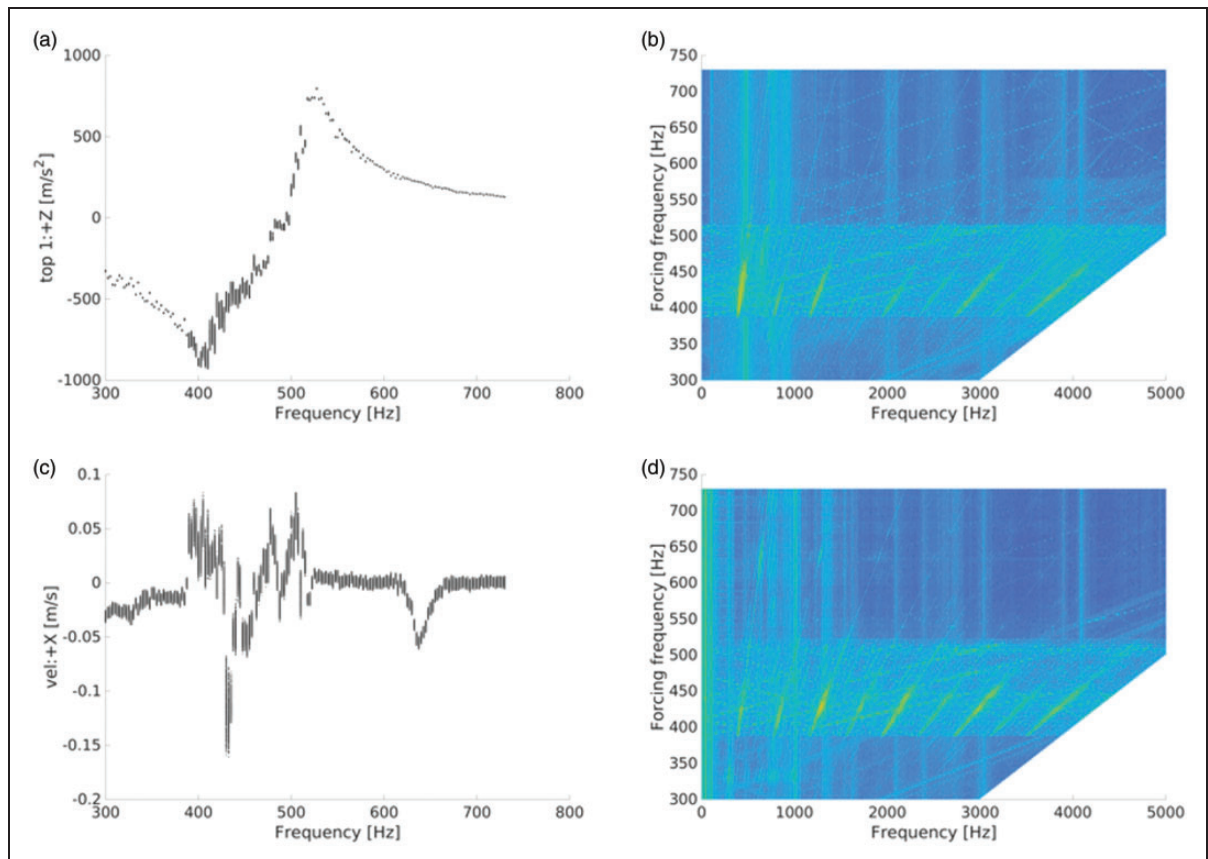 (a)
1000
500
0
-500
-1000
top 1:+Z [m/s²]
300 400 500 600 700 800
Frequency [Hz]
(b)
750
700
650
600
550
500
450
400
350
300
Forcing frequency [Hz]
0 1000 2000 3000 4000 5000
Frequency [Hz]
(c)
0.1
0.05
0
-0.05
-0.1
-0.15
-0.2
vel:+X [m/s]
300 400 500 600 700 800
Frequency [Hz]
(d)
750
700
650
600
550
500
450
400
350
300
Forcing frequency [Hz]
0 1000 2000 3000 4000 5000
Frequency [Hz]